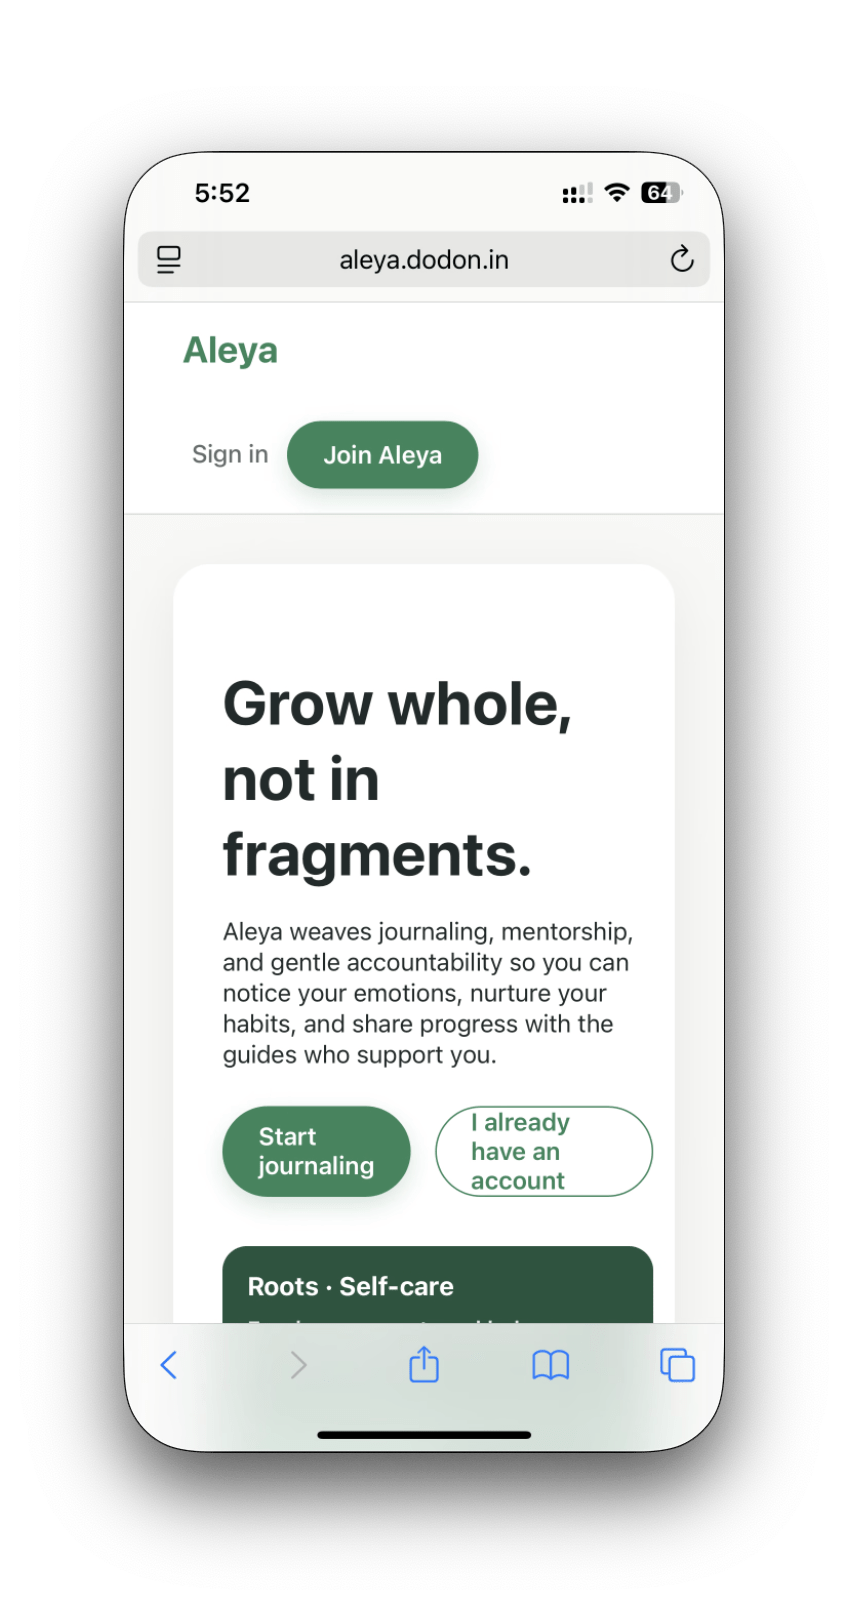 5:52
64
aleya.dodon.in
Aleya
Sign in
Join Aleya
Grow whole,
not in
fragments.
Aleya weaves journaling, mentorship,
and gentle accountability so you can
notice your emotions, nurture your
habits, and share progress with the
guides who support you.
Start
journaling
I already
have an
account
Roots · Self-care